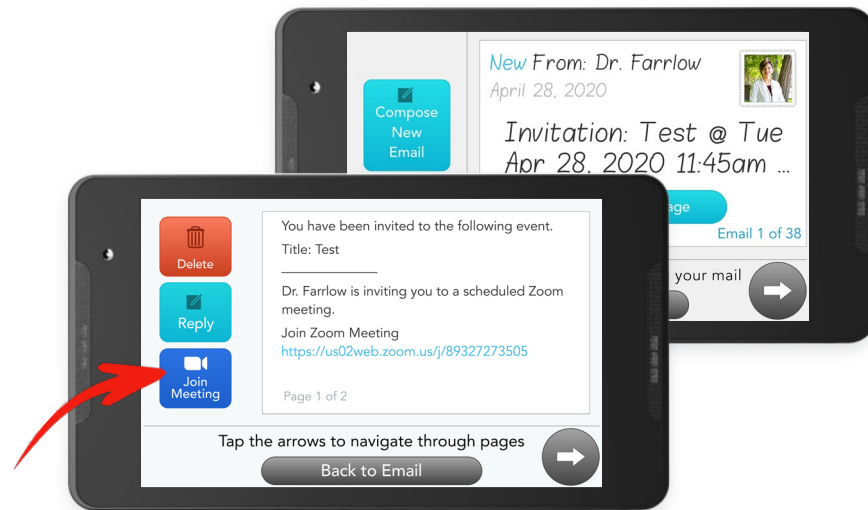 New From: Dr. Farrlow
April 28, 2020
Compose
New
Email
Invitation: Test @ Tue
Apr 28, 2020 11:45am ...
age
Email 1 of 38
your mail
Delete
Reply
Join
Meeting
You have been invited to the following event.
Title: Test
Dr. Farrlow is inviting you to a scheduled Zoom
meeting.
Join Zoom Meeting
https://us02web.zoom.us/j/89327273505
Page 1 of 2
Tap the arrows to navigate through pages
Back to Email